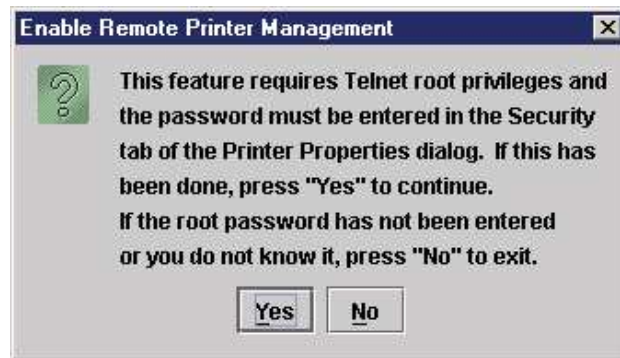 Enable Remote Printer Management
This feature requires Telnet root privileges and
the password must be entered in the Security
tab of the Printer Properties dialog. If this has
been done, press "Yes" to continue.
If the root password has not been entered
or you do not know it, press "No" to exit.
Yes No